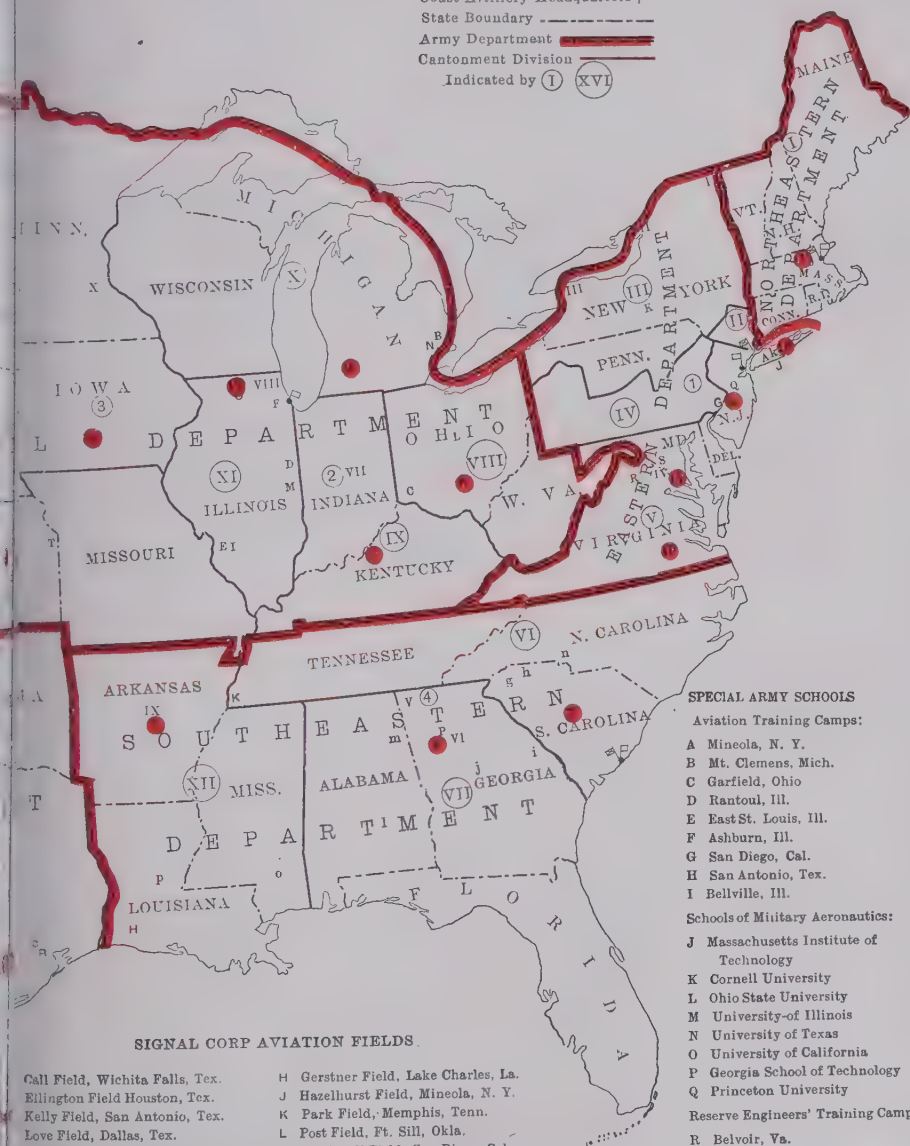 State Boundary
Army Department
Cantonment Division
Indicated by I XVI
MAINE
NORTHEASTERN DEPARTMENT
I
VT.
H
MASS.
R.I.
CONN.
MICHIGAN
X
WISCONSIN
X
B
N
III
NEW YORK
III
K
II
A K
J
PENN.
1
IV
G
Q
N.J.
EASTERN DEPARTMENT
MD
DEL.
S
R
IV
V
VIRGINIA
W. VA
IOWA
3
VIII
F
L DEPARTMENT
OHIO
L
VIII
C
XI
ILLINOIS
D
M
2
VII
INDIANA
E I
IX
KENTUCKY
MISSOURI
T
TENNESSEE
VI
N. CAROLINA
g h
n
ARKANSAS
IX
K
V
4
SOUTHEASTERN
m
P
VI
S. CAROLINA
XII
MISS.
ALABAMA
j
i
GEORGIA
VII
T
DEPARTMENT
1
P
O
LOUISIANA
H
FLORIDA
SPECIAL ARMY SCHOOLS
Aviation Training Camps:
A Mineola, N. Y.
B Mt. Clemens, Mich.
C Garfield, Ohio
D Rantoul, Ill.
E East St. Louis, Ill.
F Ashburn, Ill.
G San Diego, Cal.
H San Antonio, Tex.
I Bellville, Ill.
Schools of Military Aeronautics:
J Massachusetts Institute of
Technology
K Cornell University
L Ohio State University
M University of Illinois
N University of Texas
O University of California
P Georgia School of Technology
Q Princeton University
Reserve Engineers' Training Camp
R Belvoir, Va.
SIGNAL CORP AVIATION FIELDS
Call Field, Wichita Falls, Tex.
Ellington Field Houston, Tex.
Kelly Field, San Antonio, Tex.
Love Field, Dallas, Tex.
H Gerstner Field, Lake Charles, La.
J Hazelhurst Field, Mineola, N. Y.
K Park Field, Memphis, Tenn.
L Post Field, Ft. Sill, Okla.